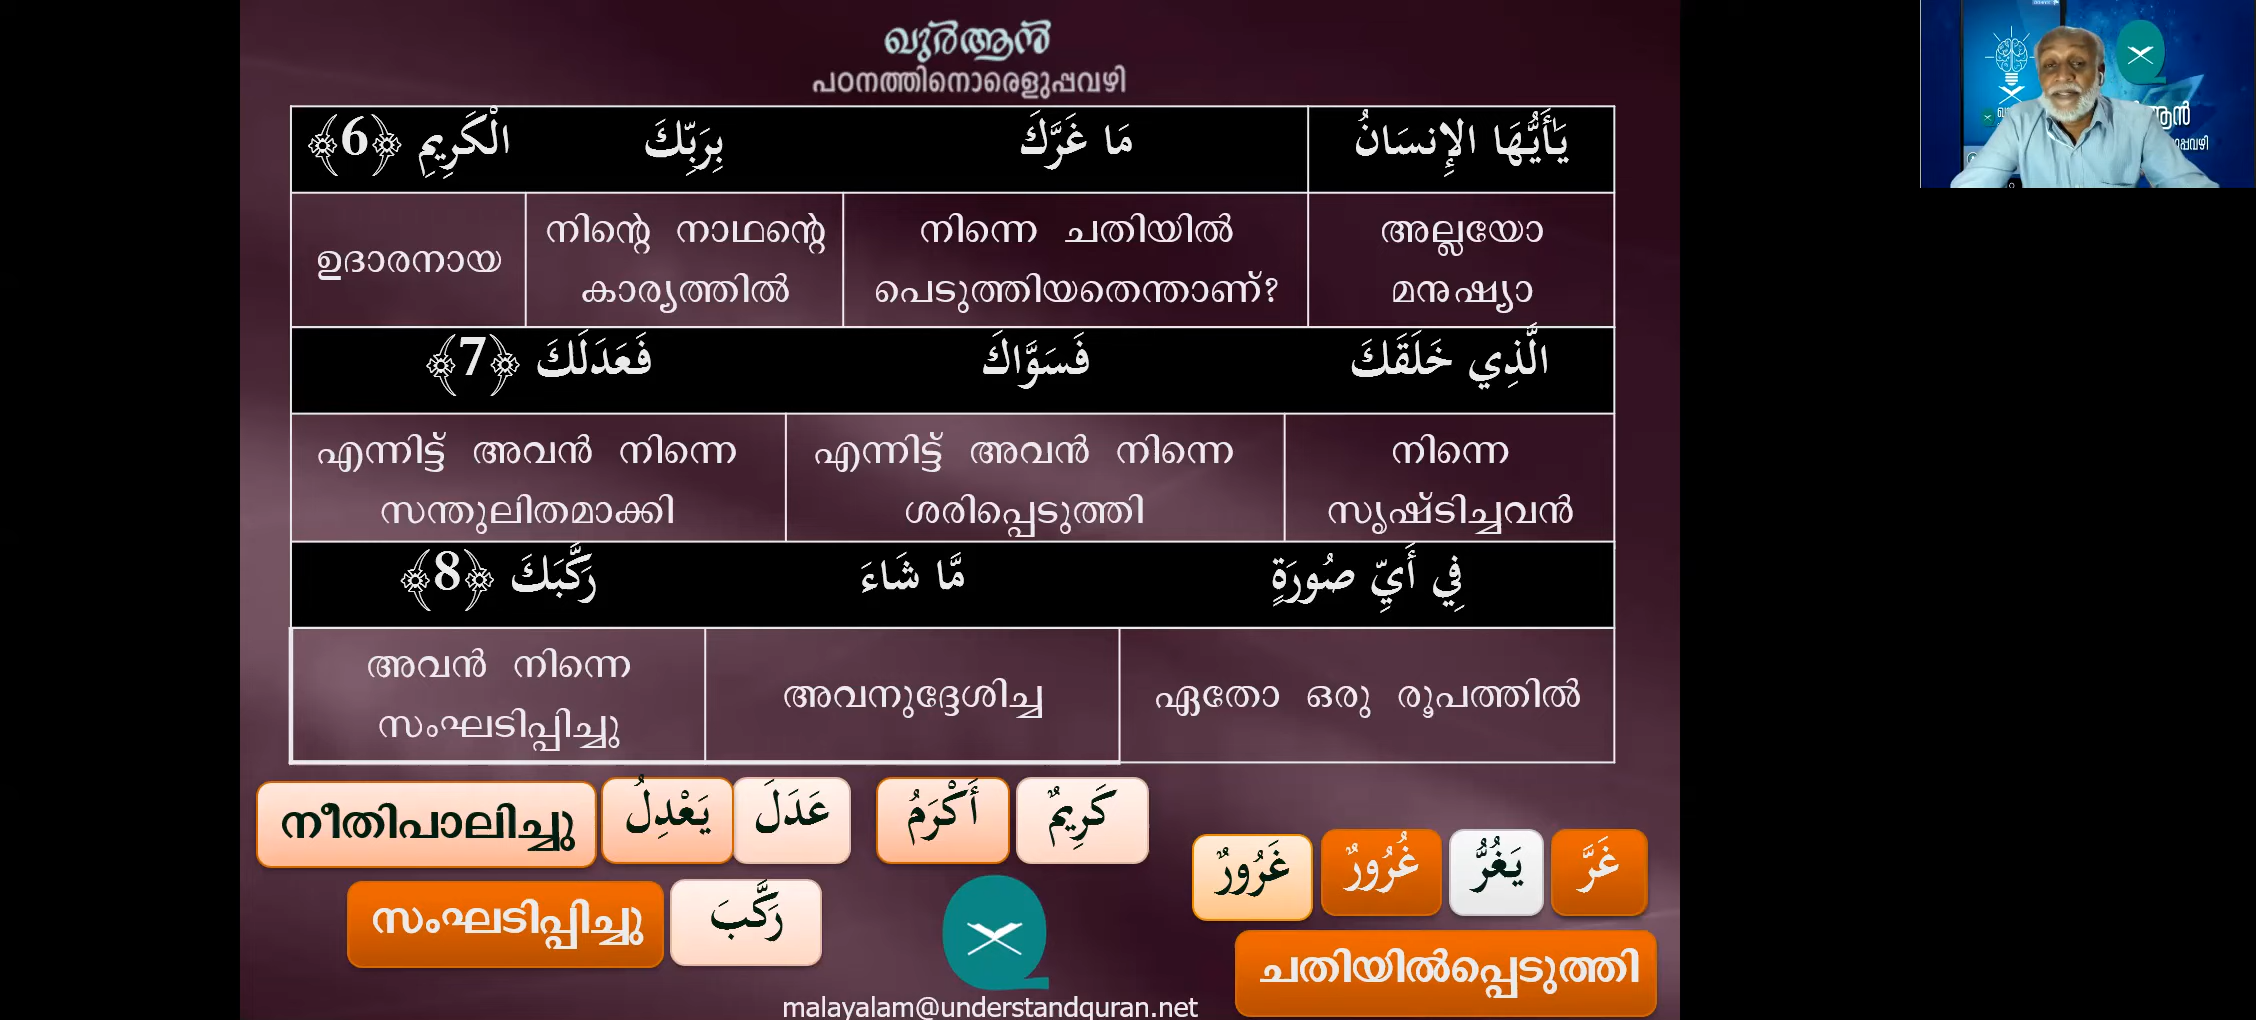 ഖുർആൻ
പഠനത്തിനൊരെളുപ്പവഴി
يَٰأَيُّهَا الإِنسَانُ مَا غَرَّكَ بِرَبِّكَ الْكَرِيمِ ﴿6﴾
അല്ലയോ മനുഷ്യാ
നിന്നെ ചതിയിൽ പെടുത്തിയതെന്താണ്?
നിന്റെ നാഥന്റെ കാര്യത്തിൽ
ഉദാരനായ
الَّذِي خَلَقَكَ فَسَوَّاكَ فَعَدَلَكَ ﴿7﴾
നിന്നെ സൃഷ്ടിച്ചവൻ
എന്നിട്ട് അവൻ നിന്നെ ശരിപ്പെടുത്തി
എന്നിട്ട് അവൻ നിന്നെ സന്തുലിതമാക്കി
فِي أَيِّ صُورَةٍ مَّا شَاءَ رَكَّبَكَ ﴿8﴾
ഏതോ ഒരു രൂപത്തിൽ
അവനുദ്ദേശിച്ച
അവൻ നിന്നെ സംഘടിപ്പിച്ചു
كَرِيمٌ أَكْرَمُ
عَدَلَ يَعْدِلُ നീതിപാലിച്ചു
غَرَّ يَغُرُّ غُرُورٌ غَرُورٌ
ചതിയിൽപ്പെടുത്തി
رَكَّبَ സംഘടിപ്പിച്ചു
malayalam@understandquran.net